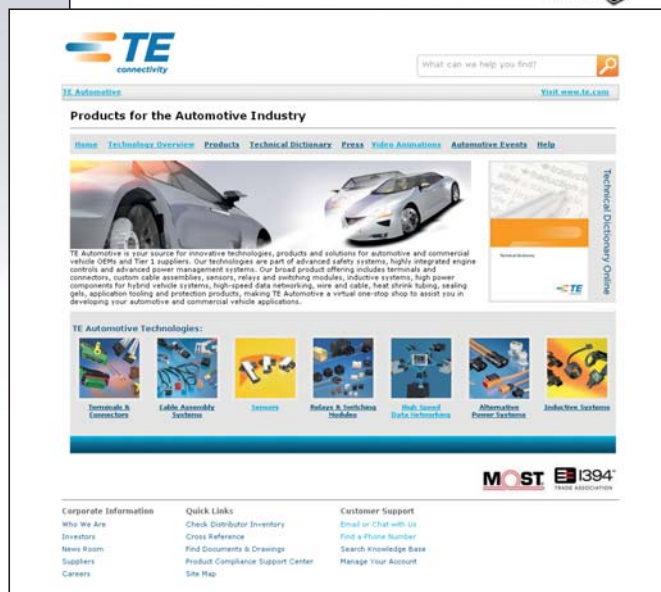 TE
connectivity
What can we help you find?
TE Automotive
Visit www.te.com
Products for the Automotive Industry
Home Technology Overview Products Technical Dictionary Press Video Animations Automotive Events Help
TE Automotive is your source for innovative technologies, products and solutions for automotive and commercial
vehicle OEMs and Tier 1 suppliers. Our technologies are part of advanced safety systems, highly integrated engine
controls and advanced power management systems. Our broad product offering includes terminals and
connectors, custom cable assemblies, sensors, relays and switching modules, inductive systems, high power
components for hybrid vehicle systems, high-speed data networking, wire and cable, heat shrink tubing, sealing
gels, application tooling and protection products, making TE Automotive a virtual one-stop shop to assist you in
developing your automotive and commercial vehicle applications.
Technical Dictionary
TE
Technical Dictionary Online
TE Automotive Technologies:
Terminals &
Connectors
Cable Assembly
Systems
Sensors
Relays & Switching
Modules
High Speed
Data Networking
Alternative
Power Systems
Inductive Systems
MOST
1394
TRADE ASSOCIATION
Corporate Information
Who We Are
Investors
News Room
Suppliers
Careers
Quick Links
Check Distributor Inventory
Cross Reference
Find Documents & Drawings
Product Compliance Support Center
Site Map
Customer Support
Email or Chat with Us
Find a Phone Number
Search Knowledge Base
Manage Your Account